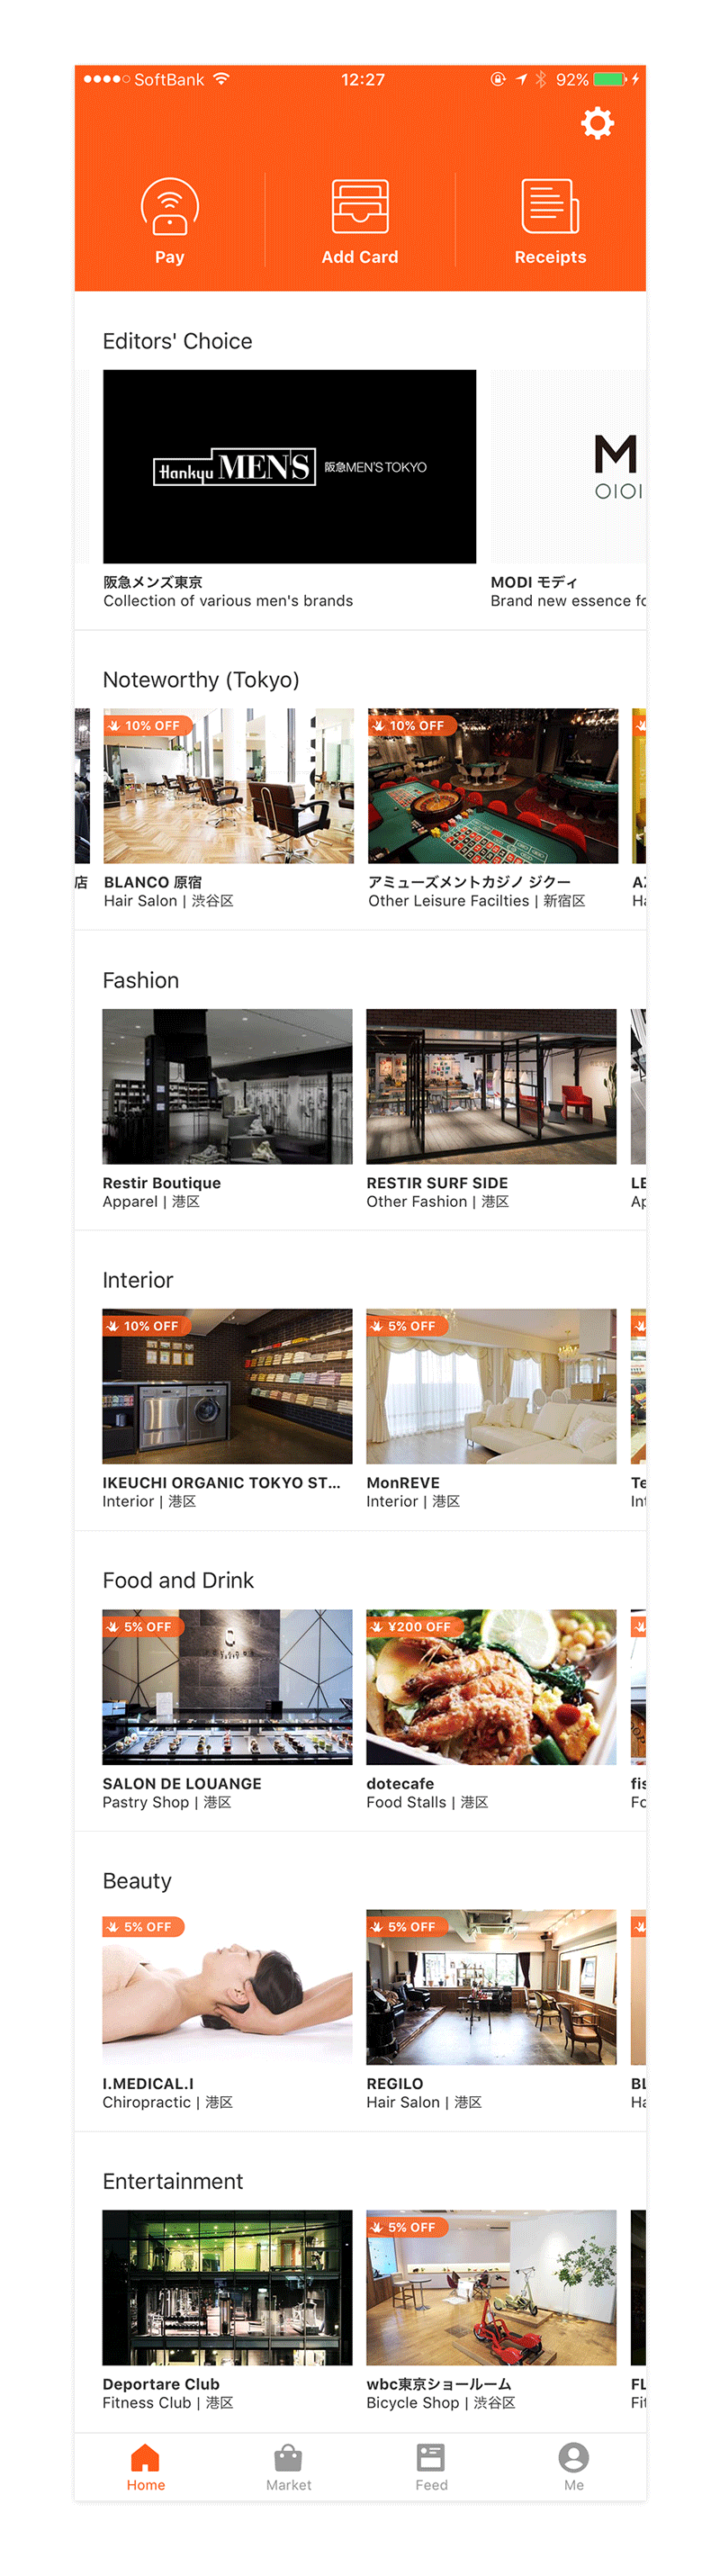 SoftBank 12:27 92%
Pay Add Card Receipts
Editors' Choice
Hankyu MEN'S 阪急MEN'S TOKYO
M
OIOI
阪急メンズ東京 MODI モディ
Collection of various men's brands Brand new essence fo
Noteworthy (Tokyo)
10% OFF 10% OFF
店 BLANCO 原宿 アミューズメントカジノ ジクー
Hair Salon | 渋谷区 Other Leisure Facilties | 新宿区 Ha
Fashion
Restir Boutique RESTIR SURF SIDE LE
Apparel | 港区 Other Fashion | 港区 Ap
Interior
10% OFF 5% OFF
IKEUCHI ORGANIC TOKYO ST... MonREVE Te
Interior | 港区 Interior | 港区 Int
Food and Drink
5% OFF ¥200 OFF
SALON DE LOUANGE dotecafe fis
Pastry Shop | 港区 Food Stalls | 港区 Fo
Beauty
5% OFF 5% OFF
I.MEDICAL.I REGILO BL
Chiropractic | 港区 Hair Salon | 港区 Ha
Entertainment
5% OFF
Deportare Club wbc東京ショールーム FL
Fitness Club | 港区 Bicycle Shop | 渋谷区 Fit
Home Market Feed Me